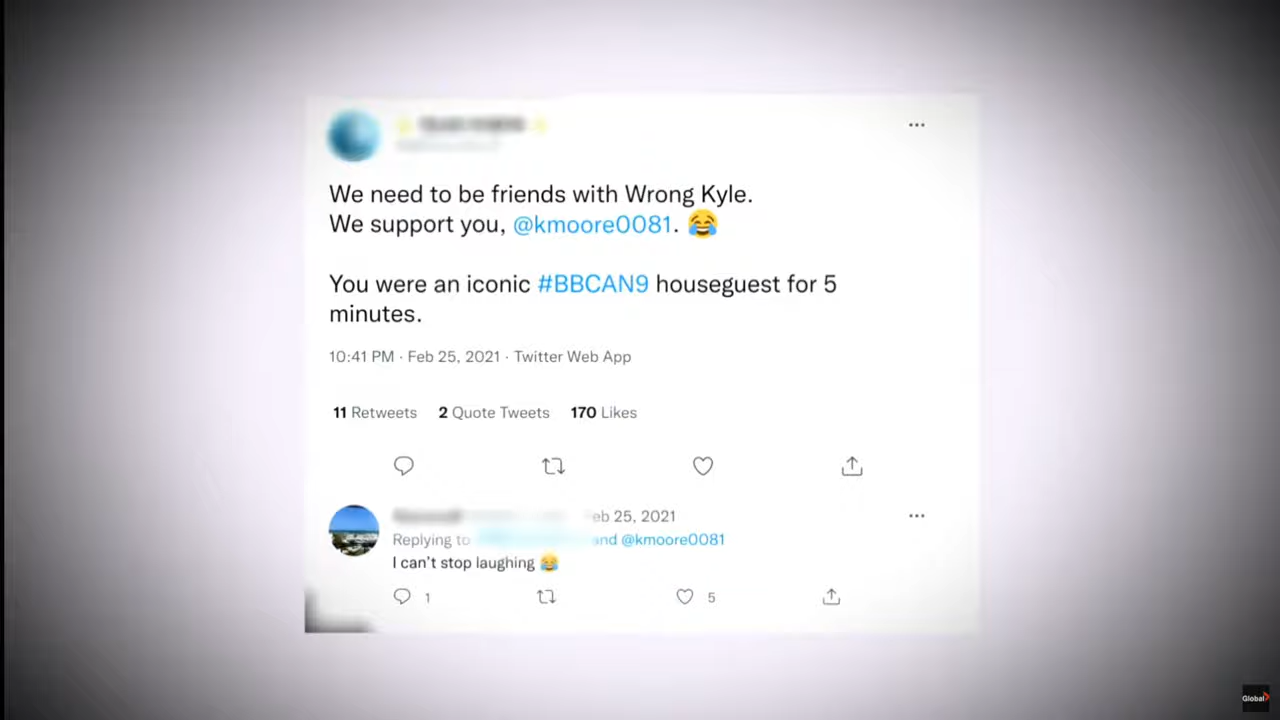 We need to be friends with Wrong Kyle.
We support you, @kmoore0081. 😂
You were an iconic #BBCAN9 houseguest for 5
minutes.
10:41 PM · Feb 25, 2021 · Twitter Web App
11 Retweets 2 Quote Tweets 170 Likes
eb 25, 2021
Replying to and @kmoore0081
I can't stop laughing 😂
1 5
Global